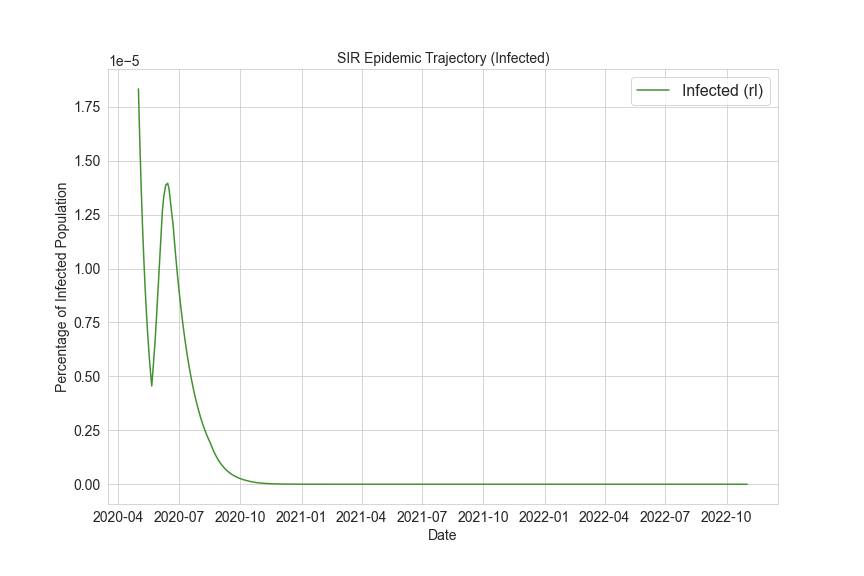 SIR Epidemic Trajectory (Infected)
1e−5
Infected (rI)
1.75
1.50
1.25
1.00
0.75
0.50
0.25
0.00
Percentage of Infected Population
2020-04 2020-07 2020-10 2021-01 2021-04 2021-07 2021-10 2022-01 2022-04 2022-07 2022-10
Date